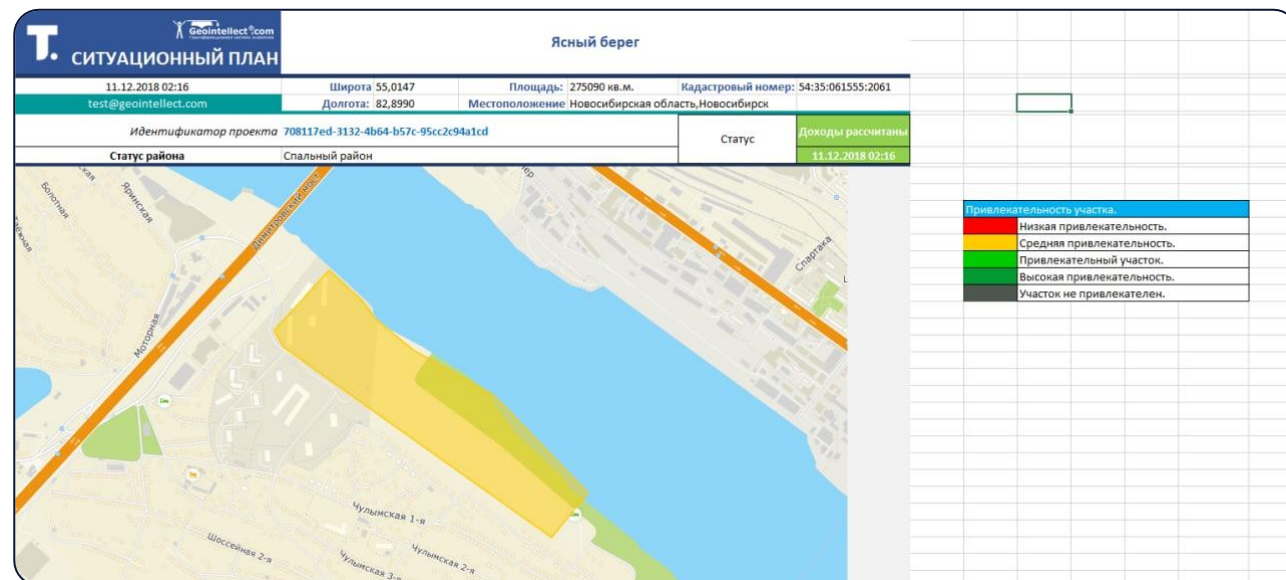 Т.
Geointellect®com
СИТУАЦИОННЫЙ ПЛАН
Ясный берег
11.12.2018 02:16 Широта 55,0147 Площадь: 275090 кв.м. Кадастровый номер: 54:35:061555:2061
test@geointellect.com Долгота: 82,8990 Местоположение Новосибирская область,Новосибирск
Идентификатор проекта 708117ed-3132-4b64-b57c-95cc2c94a1cd Статус Доходы рассчитаны
Статус района Спальный район 11.12.2018 02:16
Болотная
Яринская
Димитровский мост
Спартака
Моторная
Чулымская 1-я
Шоссейная 2-я
Чулымская 2-я
Чулымская 3-я
Привлекательность участка.
Низкая привлекательность.
Средняя привлекательность.
Привлекательный участок.
Высокая привлекательность.
Участок не привлекателен.